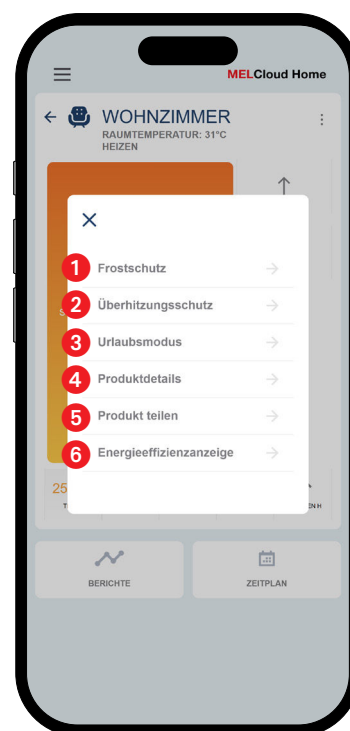 MELCloud Home
WOHNZIMMER
RAUMTEMPERATUR: 31°C
HEIZEN
1 Frostschutz
2 Überhitzungsschutz
3 Urlaubsmodus
4 Produktdetails
5 Produkt teilen
6 Energieeffizienzanzeige
25
BERICHTE
ZEITPLAN